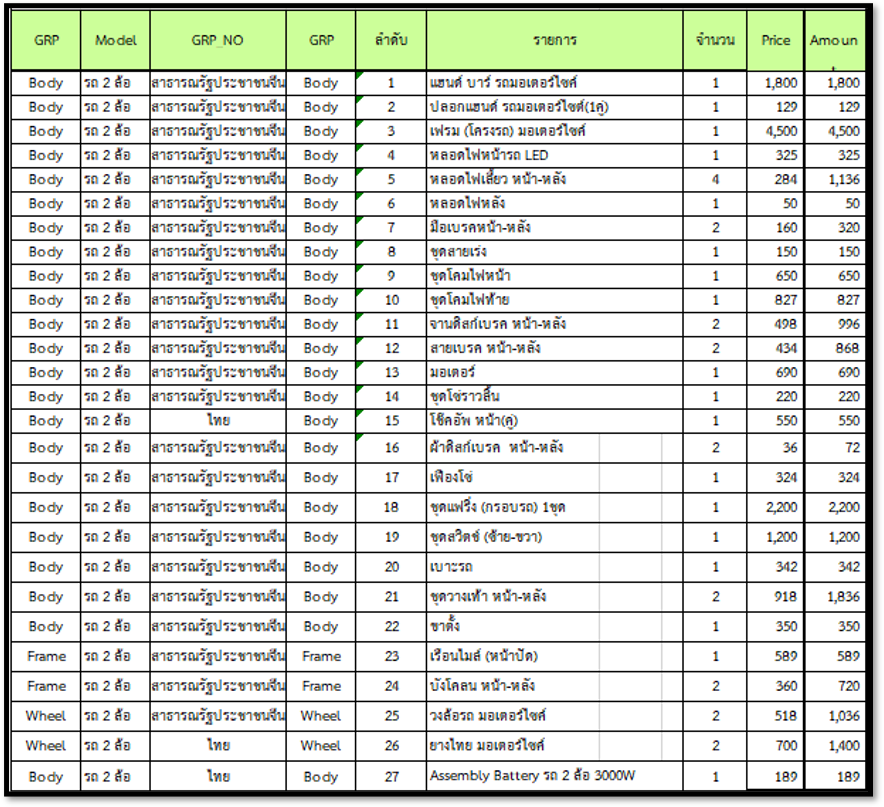 GRP Model GRP_NO GRP ลำดับ รายการ จำนวน Price Amoun
Body รถ 2 ล้อ สาธารณรัฐประชาชนจีน Body 1 แฮนด์ บาร์ รถมอเตอร์ไซค์ 1 1,800 1,800
Body รถ 2 ล้อ สาธารณรัฐประชาชนจีน Body 2 ปลอกแฮนด์ รถมอเตอร์ไซค์(1คู่) 1 129 129
Body รถ 2 ล้อ สาธารณรัฐประชาชนจีน Body 3 เฟรม (โครงรถ) มอเตอร์ไซค์ 1 4,500 4,500
Body รถ 2 ล้อ สาธารณรัฐประชาชนจีน Body 4 หลอดไฟหน้ารถ LED 1 325 325
Body รถ 2 ล้อ สาธารณรัฐประชาชนจีน Body 5 หลอดไฟเลี้ยว หน้า-หลัง 4 284 1,136
Body รถ 2 ล้อ สาธารณรัฐประชาชนจีน Body 6 หลอดไฟหลัง 1 50 50
Body รถ 2 ล้อ สาธารณรัฐประชาชนจีน Body 7 มือเบรคหน้า-หลัง 2 160 320
Body รถ 2 ล้อ สาธารณรัฐประชาชนจีน Body 8 ชุดสายเร่ง 1 150 150
Body รถ 2 ล้อ สาธารณรัฐประชาชนจีน Body 9 ชุดโคมไฟหน้า 1 650 650
Body รถ 2 ล้อ สาธารณรัฐประชาชนจีน Body 10 ชุดโคมไฟท้าย 1 827 827
Body รถ 2 ล้อ สาธารณรัฐประชาชนจีน Body 11 จานดิสก์เบรค หน้า-หลัง 2 498 996
Body รถ 2 ล้อ สาธารณรัฐประชาชนจีน Body 12 สายเบรค หน้า-หลัง 2 434 868
Body รถ 2 ล้อ สาธารณรัฐประชาชนจีน Body 13 มอเตอร์ 1 690 690
Body รถ 2 ล้อ สาธารณรัฐประชาชนจีน Body 14 ชุดโซ่ราวลิ้น 1 220 220
Body รถ 2 ล้อ ไทย Body 15 โช๊คอัพ หน้า(คู่) 1 550 550
Body รถ 2 ล้อ สาธารณรัฐประชาชนจีน Body 16 ผ้าดิสก์เบรค หน้า-หลัง 2 36 72
Body รถ 2 ล้อ สาธารณรัฐประชาชนจีน Body 17 เฟืองโซ่ 1 324 324
Body รถ 2 ล้อ สาธารณรัฐประชาชนจีน Body 18 ชุดแฟริ่ง (กรอบรถ) 1ชุด 1 2,200 2,200
Body รถ 2 ล้อ สาธารณรัฐประชาชนจีน Body 19 ชุดสวิตช์ (ซ้าย-ขวา) 1 1,200 1,200
Body รถ 2 ล้อ สาธารณรัฐประชาชนจีน Body 20 เบาะรถ 1 342 342
Body รถ 2 ล้อ สาธารณรัฐประชาชนจีน Body 21 ชุดวางเท้า หน้า-หลัง 2 918 1,836
Body รถ 2 ล้อ สาธารณรัฐประชาชนจีน Body 22 ขาตั้ง 1 350 350
Frame รถ 2 ล้อ สาธารณรัฐประชาชนจีน Frame 23 เรือนไมล์ (หน้าปัด) 1 589 589
Frame รถ 2 ล้อ สาธารณรัฐประชาชนจีน Frame 24 บังโคลน หน้า-หลัง 2 360 720
Wheel รถ 2 ล้อ สาธารณรัฐประชาชนจีน Wheel 25 วงล้อรถ มอเตอร์ไซค์ 2 518 1,036
Wheel รถ 2 ล้อ ไทย Wheel 26 ยางไทย มอเตอร์ไซค์ 2 700 1,400
Body รถ 2 ล้อ ไทย Body 27 Assembly Battery รถ 2 ล้อ 3000W 1 189 189